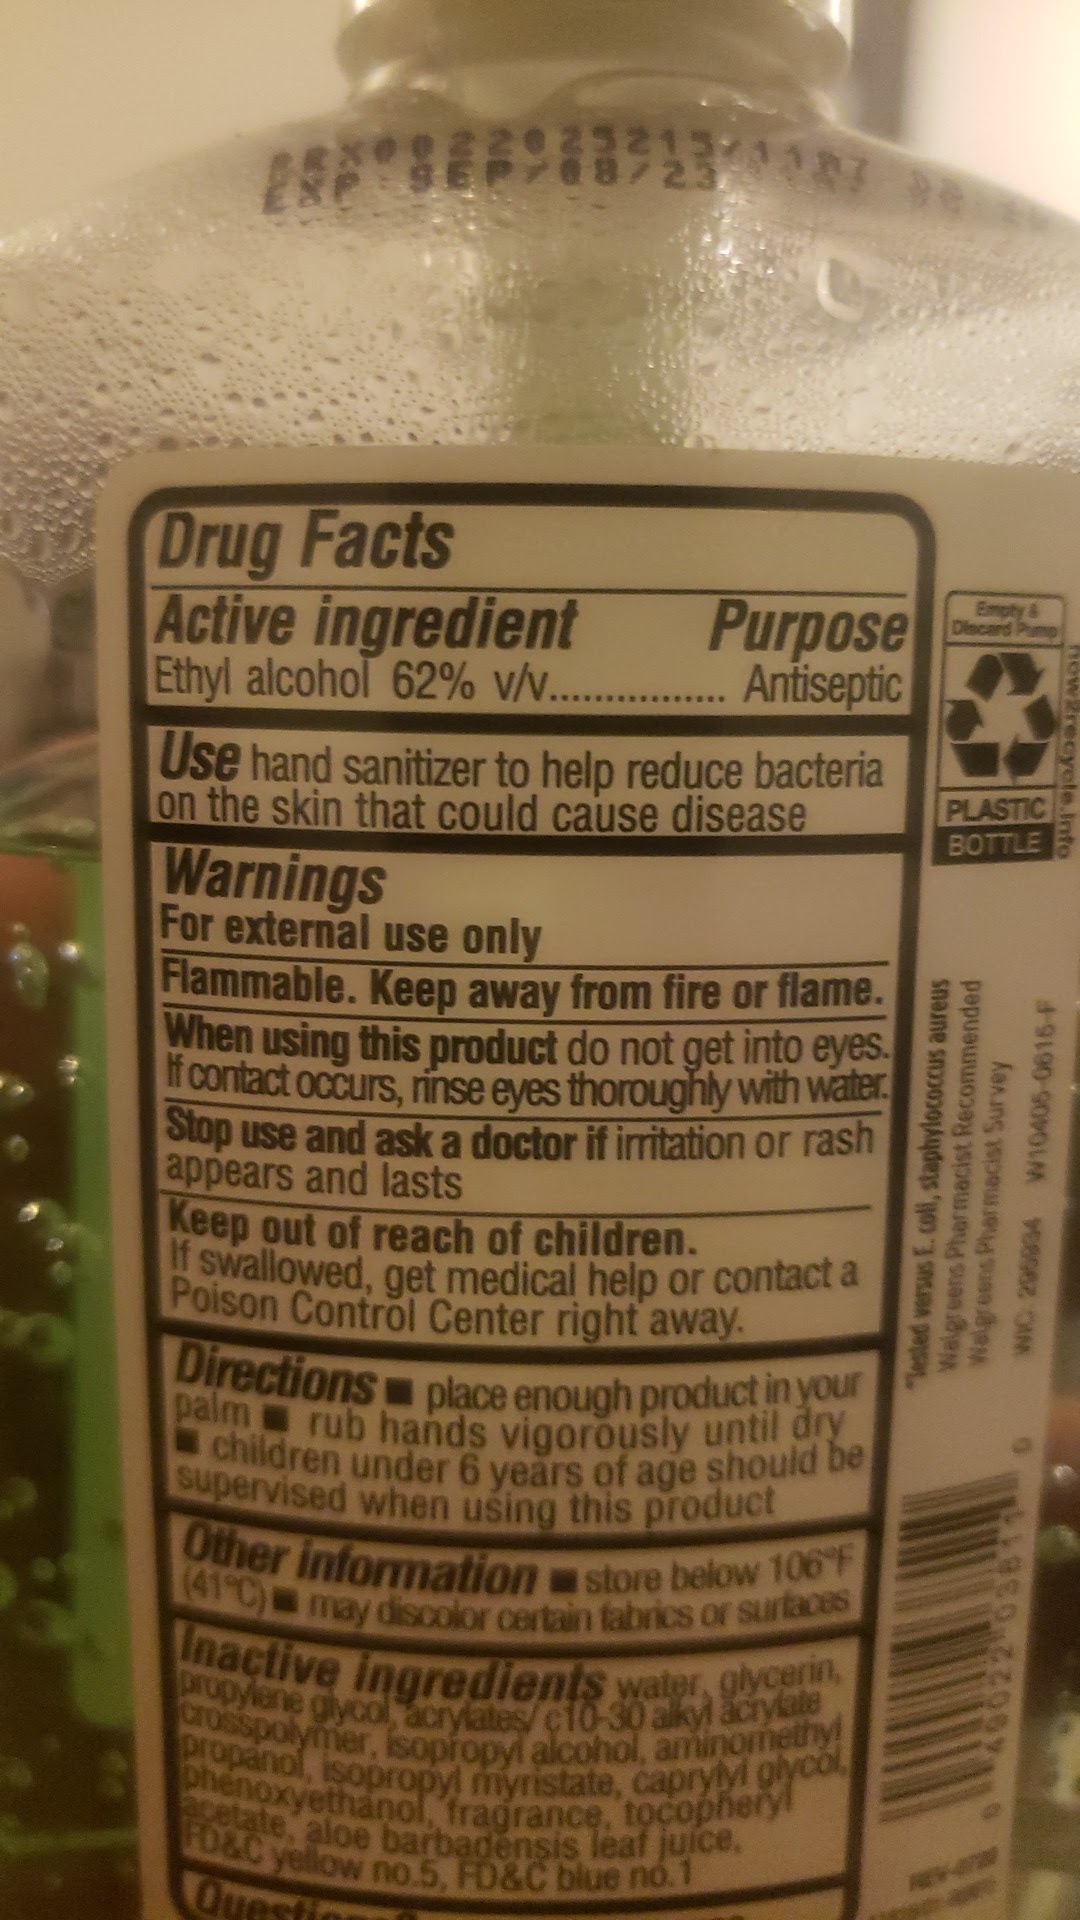 EXP SEP/08/23
Drug Facts
Active ingredient Purpose
Ethyl alcohol 62% v/v................ Antiseptic
Use hand sanitizer to help reduce bacteria
on the skin that could cause disease
Warnings
For external use only
Flammable. Keep away from fire or flame.
When using this product do not get into eyes.
If contact occurs, rinse eyes thoroughly with water.
Stop use and ask a doctor if irritation or rash
appears and lasts
Keep out of reach of children.
If swallowed, get medical help or contact a
Poison Control Center right away.
Directions ■ place enough product in your
palm ■ rub hands vigorously until dry
■ children under 6 years of age should be
supervised when using this product
Other information ■ store below 106°F
(41°C) ■ may discolor certain fabrics or surfaces
Inactive ingredients water, glycerin,
propylene glycol, acrylates/ c10-30 alkyl acrylate
crosspolymer, isopropyl alcohol, aminomethyl
propanol, isopropyl myristate, caprylyl glycol,
phenoxyethanol, fragrance, tocopheryl
acetate, aloe barbadensis leaf juice,
FD&C yellow no.5, FD&C blue no.1
Questions?
Empty &
Discard Pump
PLASTIC
BOTTLE
how2recycle.info
*Tested versus E. coli, staphylococcus aureus
Walgreens Pharmacist Recommended
Walgreens Pharmacist Survey
WIC: 295934 W10405-0615-F